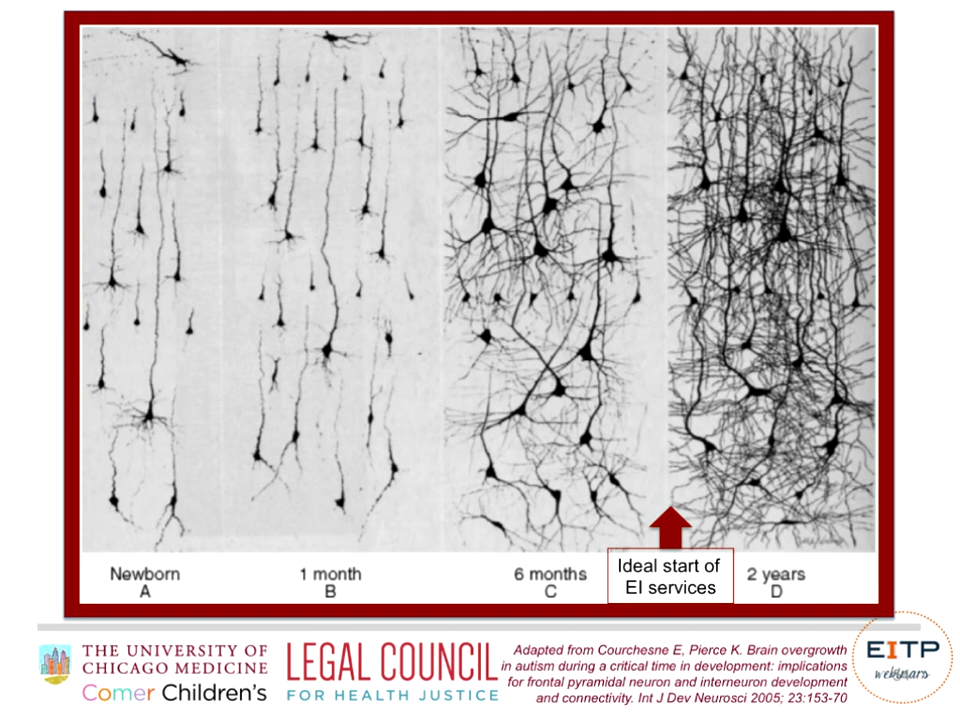 Newborn
A
1 month
B
6 months
C
Ideal start of
EI services
2 years
D
THE UNIVERSITY OF
CHICAGO MEDICINE
Comer Children's
LEGAL COUNCIL
FOR HEALTH JUSTICE
Adapted from Courchesne E, Pierce K. Brain overgrowth
in autism during a critical time in development: implications
for frontal pyramidal neuron and interneuron development
and connectivity. Int J Dev Neurosci 2005; 23:153-70
EITP